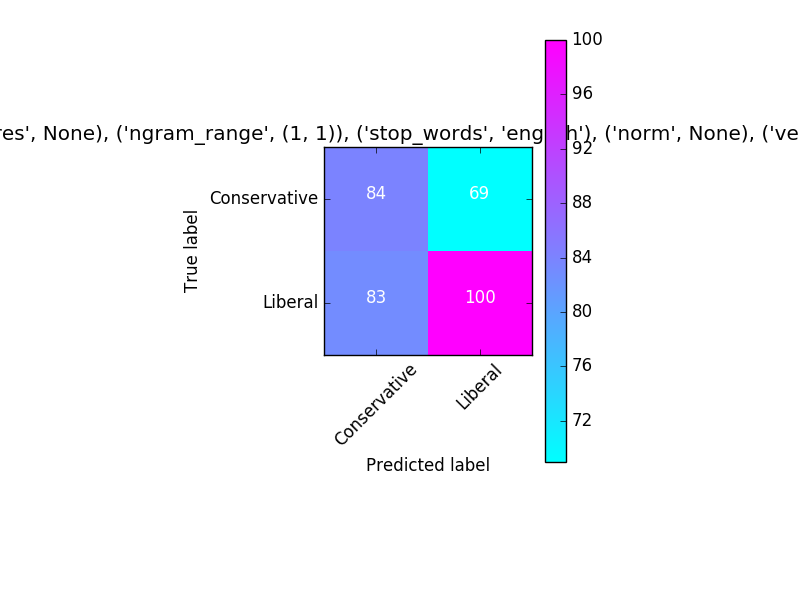 100
96
res', None), ('ngram_range', (1, 1)), ('stop_words', 'english'), ('norm', None), ('ve
92
88
84
80
76
72
True label
Conservative 84 69
Liberal 83 100
Conservative Liberal
Predicted label